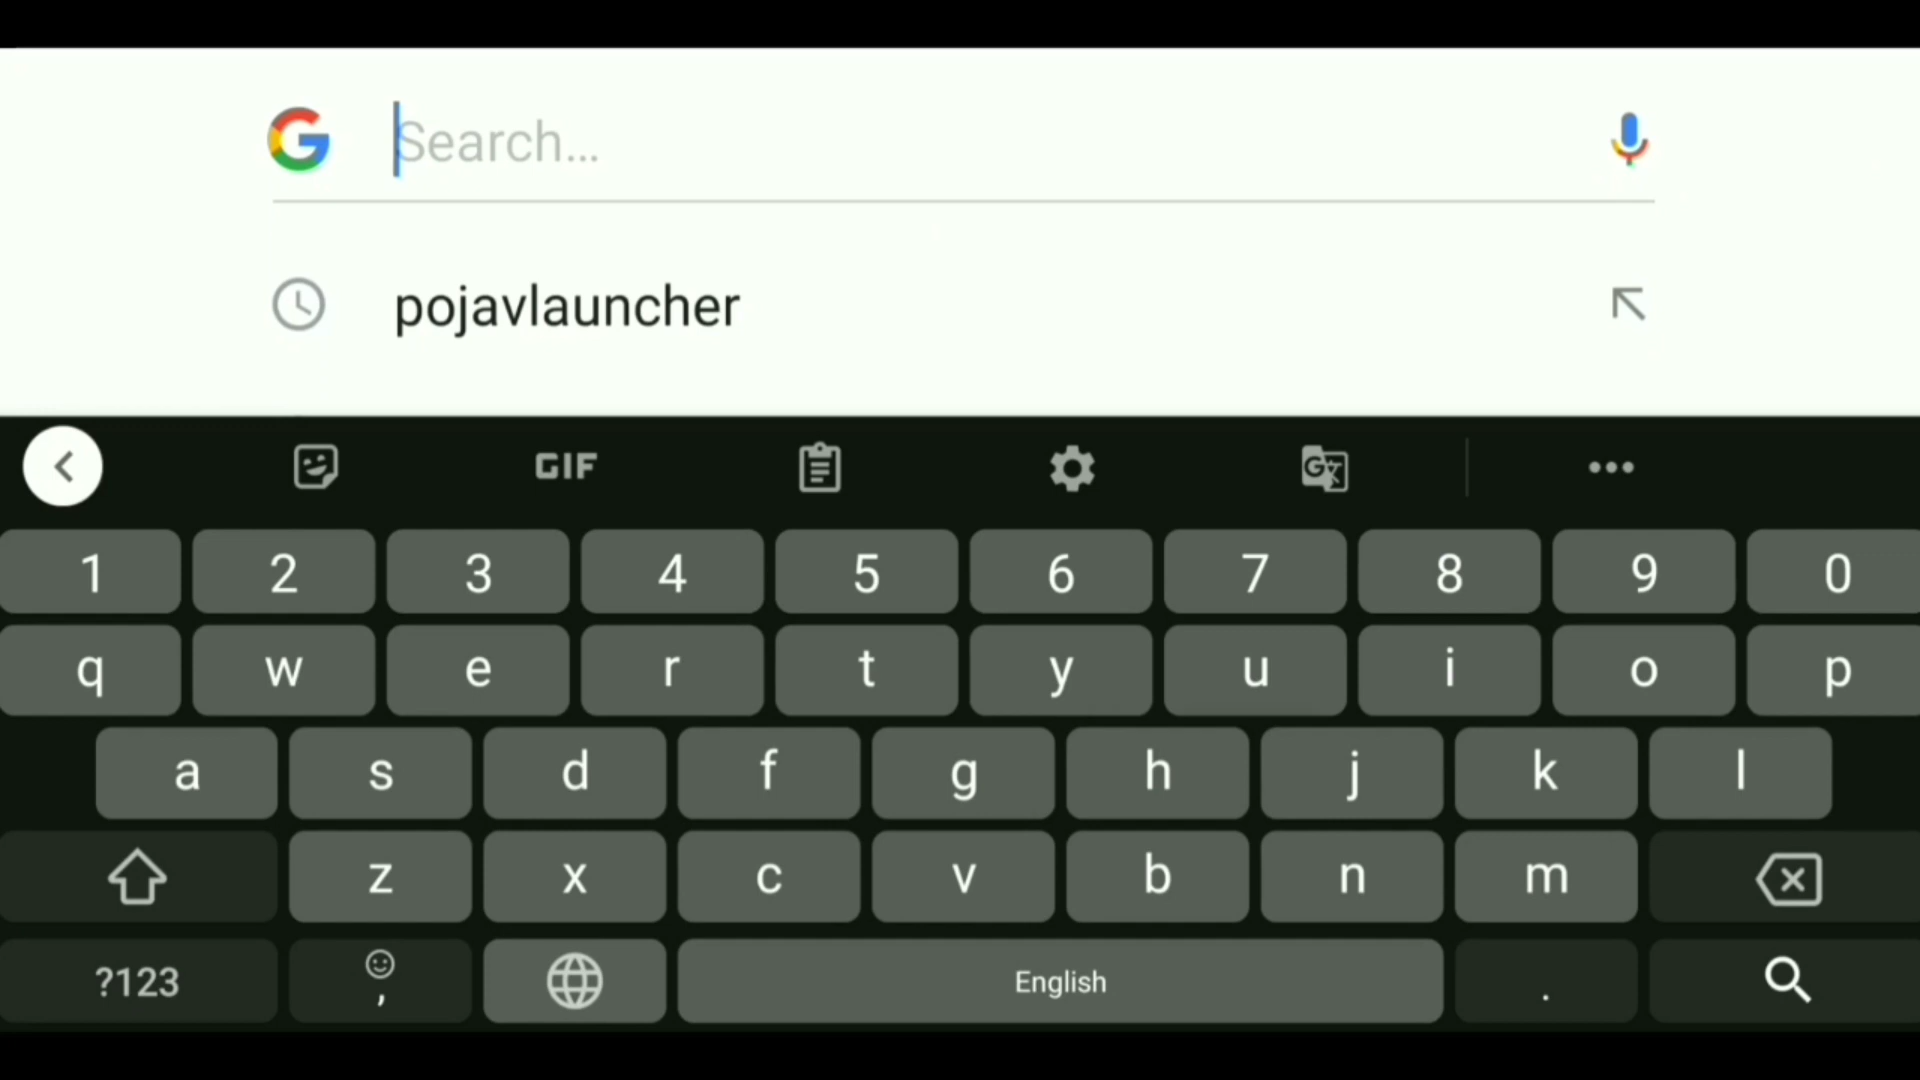 Search...
pojavlauncher
GIF
1 2 3 4 5 6 7 8 9 0
q w e r t y u i o p
a s d f g h j k l
z x c v b n m
?123 , English .